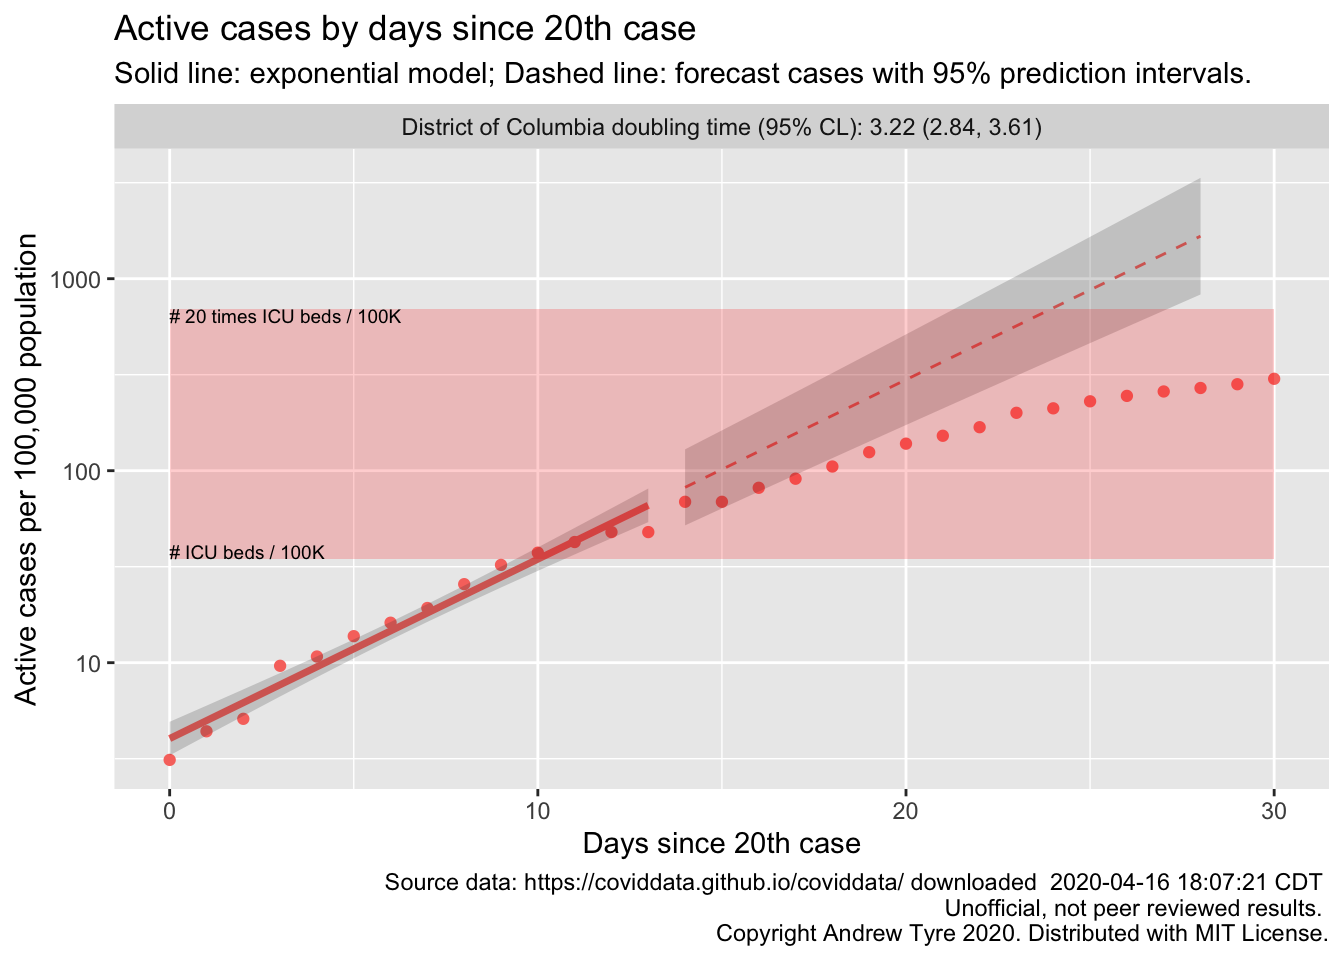 Active cases by days since 20th case
Solid line: exponential model; Dashed line: forecast cases with 95% prediction intervals.
District of Columbia doubling time (95% CL): 3.22 (2.84, 3.61)
Active cases per 100,000 population
1000
100
10
# 20 times ICU beds / 100K
# ICU beds / 100K
0
10
20
30
Days since 20th case
Source data: https://coviddata.github.io/coviddata/ downloaded  2020-04-16 18:07:21 CDT
Unofficial, not peer reviewed results.
Copyright Andrew Tyre 2020. Distributed with MIT License.